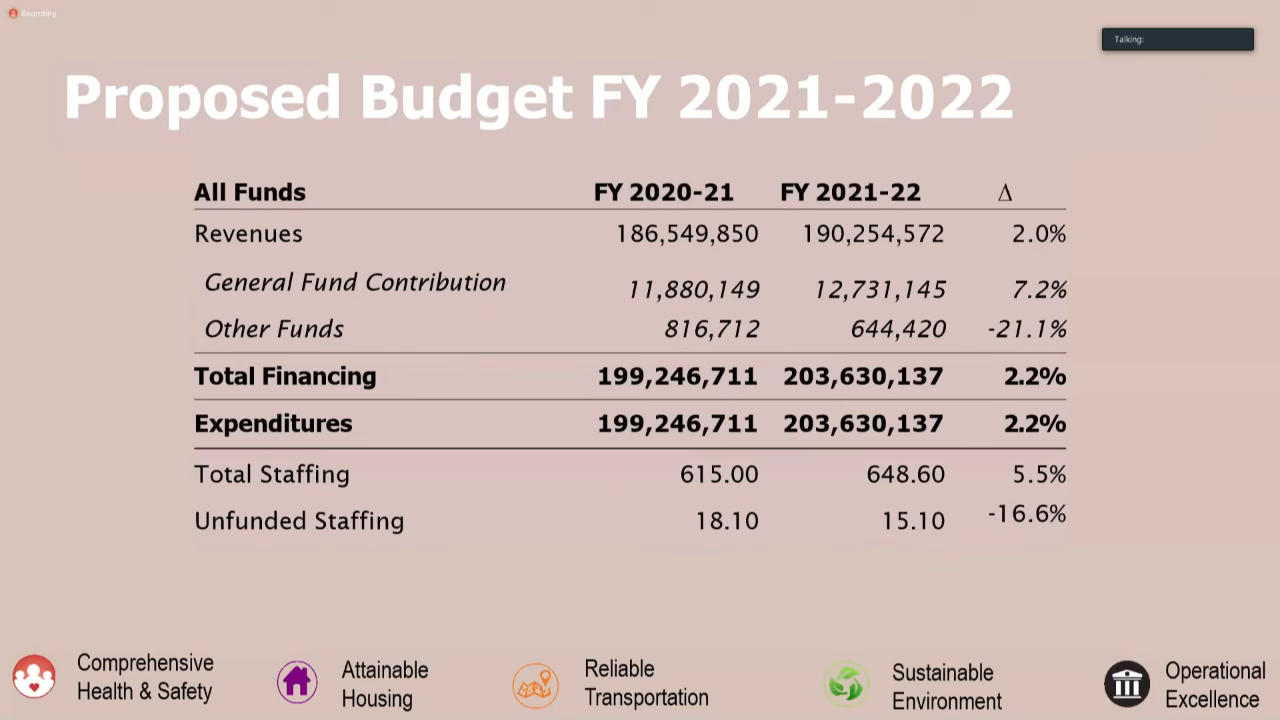 Recording
Talking:
Proposed Budget FY 2021-2022
All Funds FY 2020-21 FY 2021-22 Δ
Revenues 186,549,850 190,254,572 2.0%
General Fund Contribution 11,880,149 12,731,145 7.2%
Other Funds 816,712 644,420 -21.1%
Total Financing 199,246,711 203,630,137 2.2%
Expenditures 199,246,711 203,630,137 2.2%
Total Staffing 615.00 648.60 5.5%
Unfunded Staffing 18.10 15.10 -16.6%
Comprehensive
Health & Safety
Attainable
Housing
Reliable
Transportation
Sustainable
Environment
Operational
Excellence